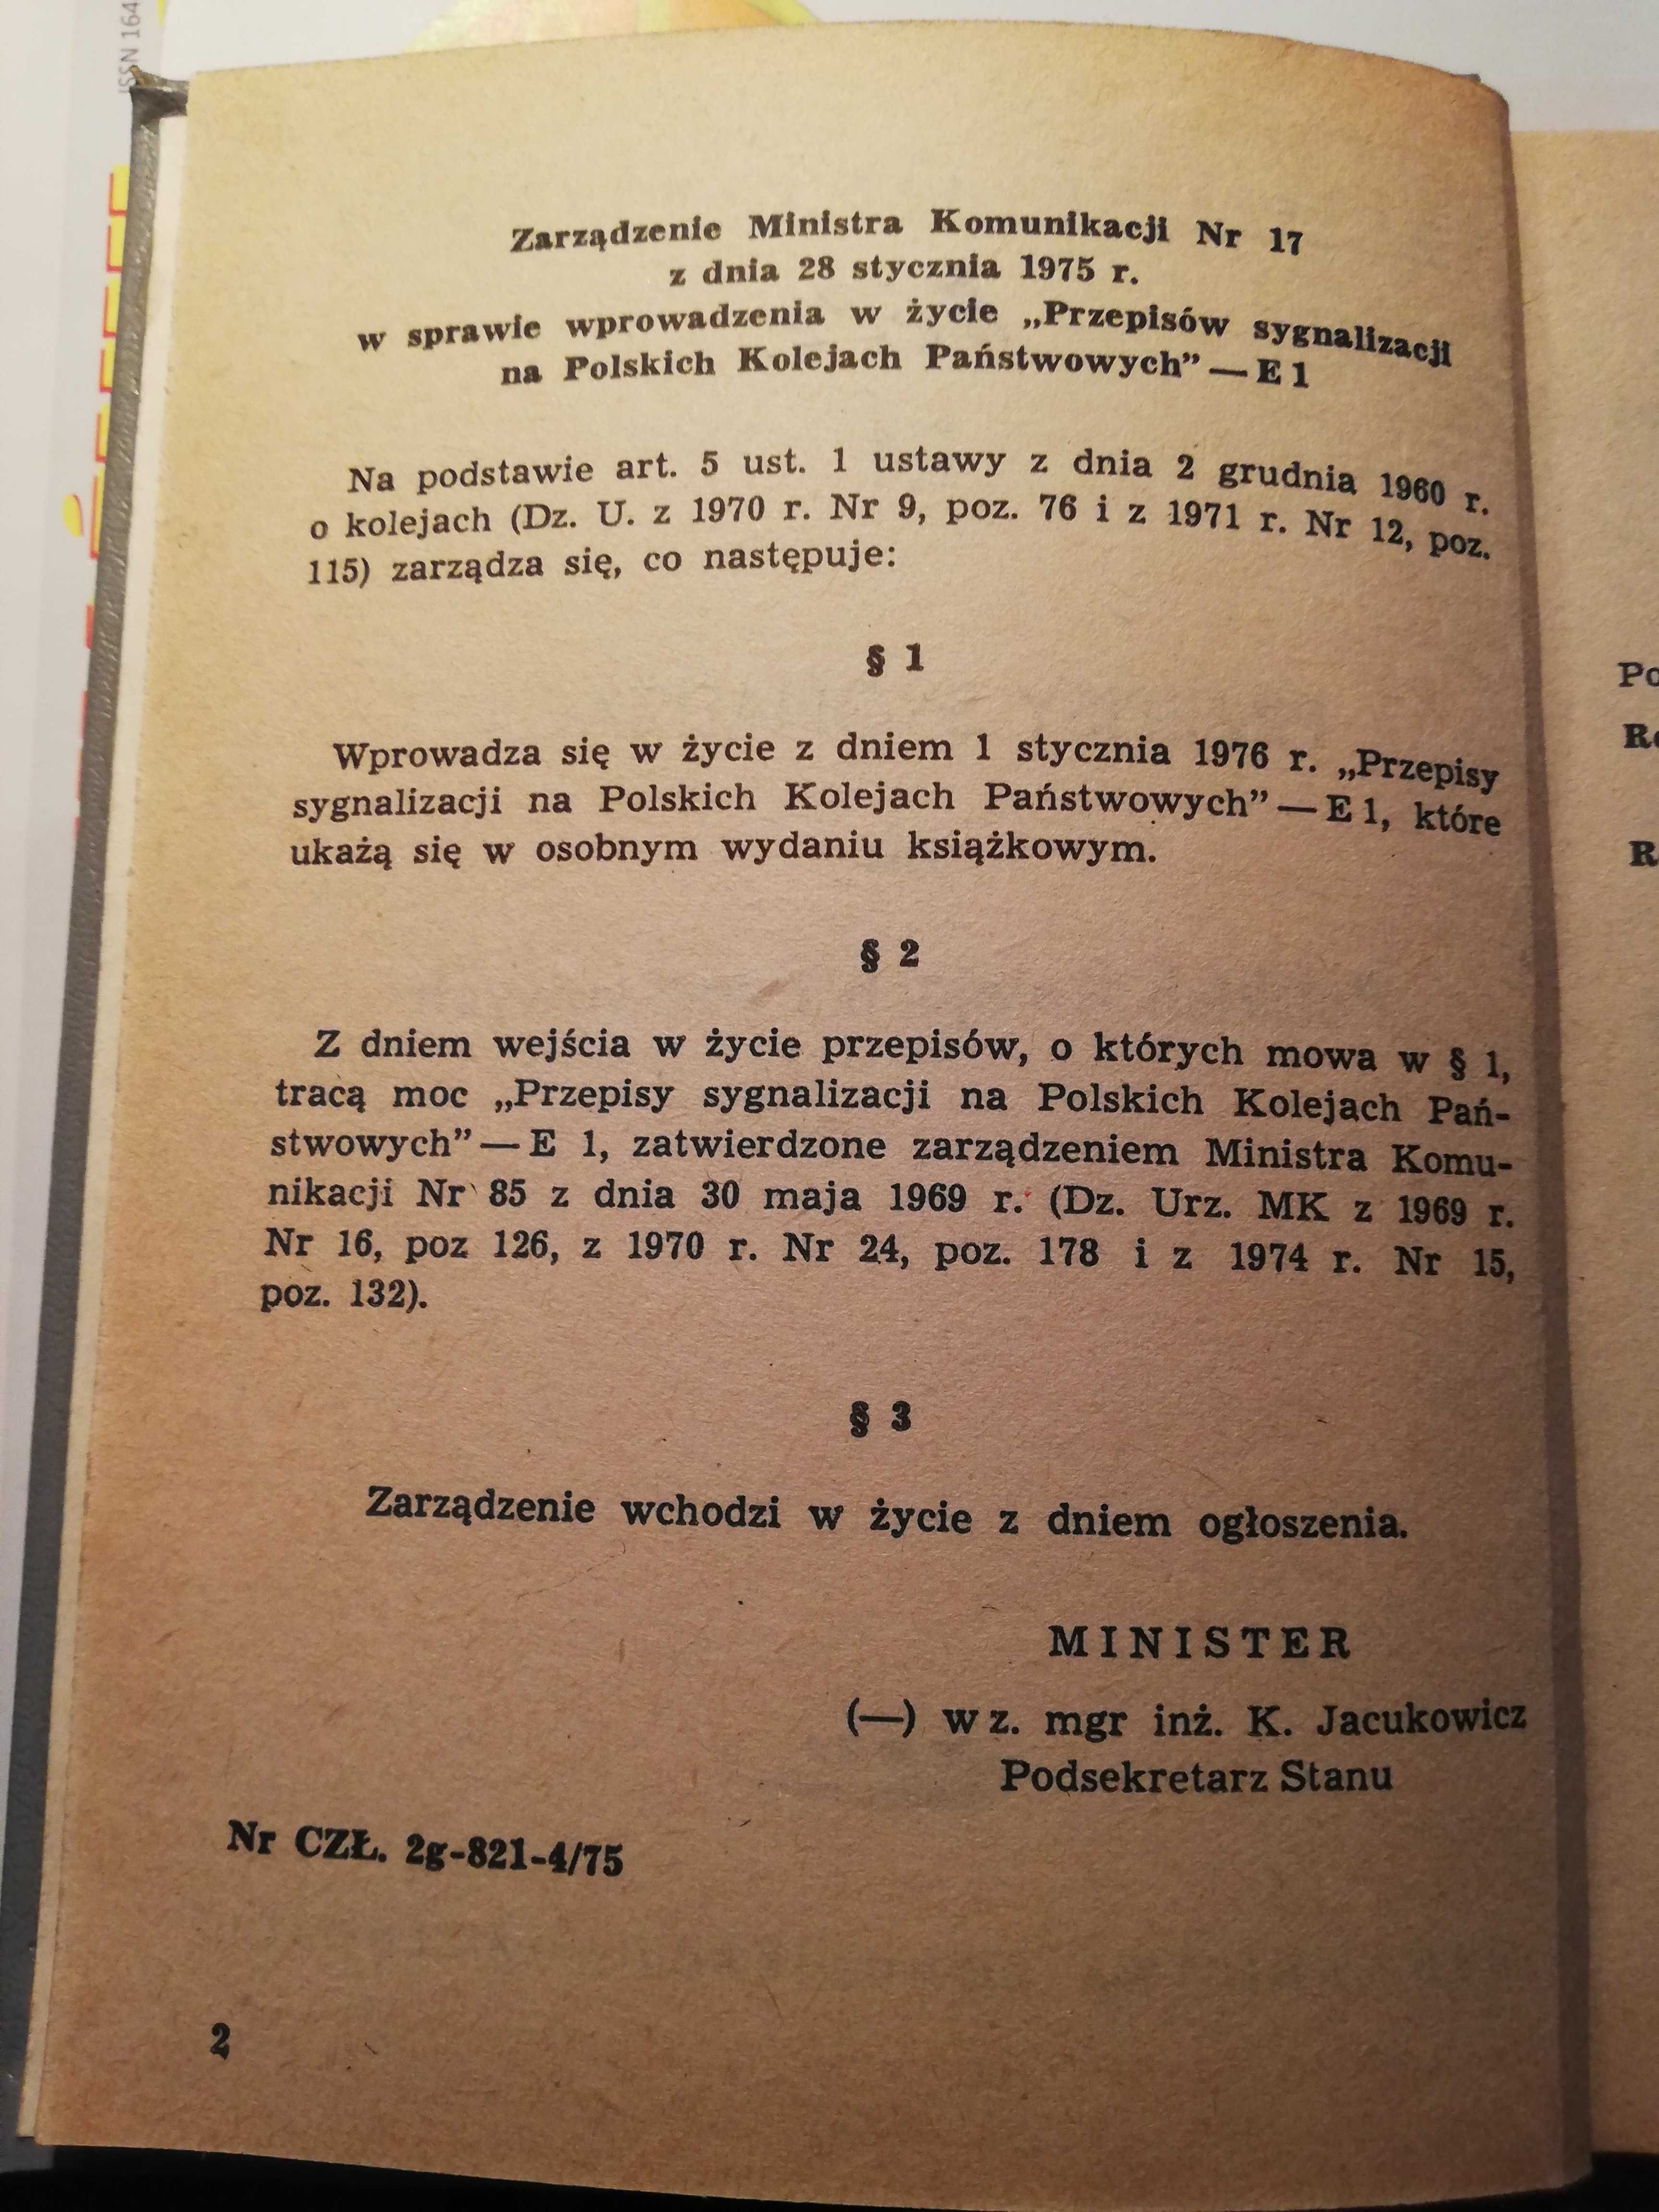 ISSN 164
Zarządzenie Ministra Komunikacji Nr 17
z dnia 28 stycznia 1975 r.
w sprawie wprowadzenia w życie „Przepisów sygnalizacji
na Polskich Kolejach Państwowych” — E 1
Na podstawie art. 5 ust. 1 ustawy z dnia 2 grudnia 1960 r.
o kolejach (Dz. U. z 1970 r. Nr 9, poz. 76 i z 1971 r. Nr 12, poz.
115) zarządza się, co następuje:
§ 1
Wprowadza się w życie z dniem 1 stycznia 1976 r. „Przepisy
sygnalizacji na Polskich Kolejach Państwowych” — E 1, które
ukażą się w osobnym wydaniu książkowym.
§ 2
Z dniem wejścia w życie przepisów, o których mowa w § 1,
tracą moc „Przepisy sygnalizacji na Polskich Kolejach Pań-
stwowych” — E 1, zatwierdzone zarządzeniem Ministra Komu-
nikacji Nr 85 z dnia 30 maja 1969 r. (Dz. Urz. MK z 1969 r.
Nr 16, poz 126, z 1970 r. Nr 24, poz. 178 i z 1974 r. Nr 15,
poz. 132).
§ 3
Zarządzenie wchodzi w życie z dniem ogłoszenia.
MINISTER
(—) w z. mgr inż. K. Jacukowicz
Podsekretarz Stanu
Nr CZŁ. 2g-821-4/75
2